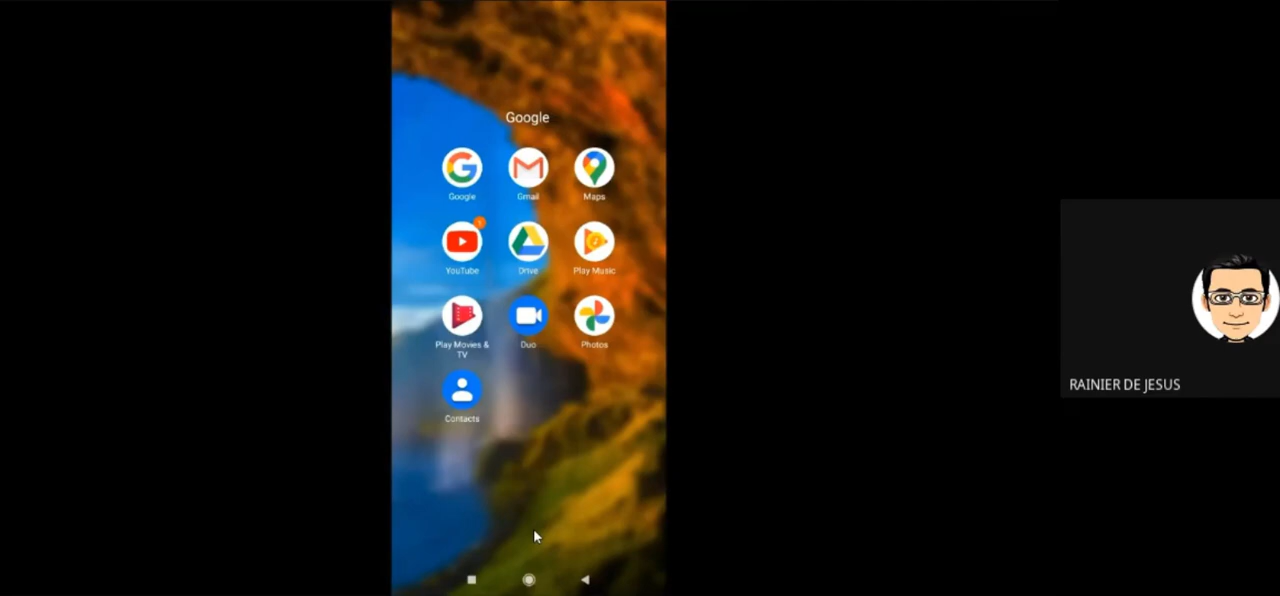 Google
Google
Gmail
Maps
YouTube
Drive
Play Music
Play Movies &
TV
Duo
Photos
Contacts
RAINIER DE JESUS